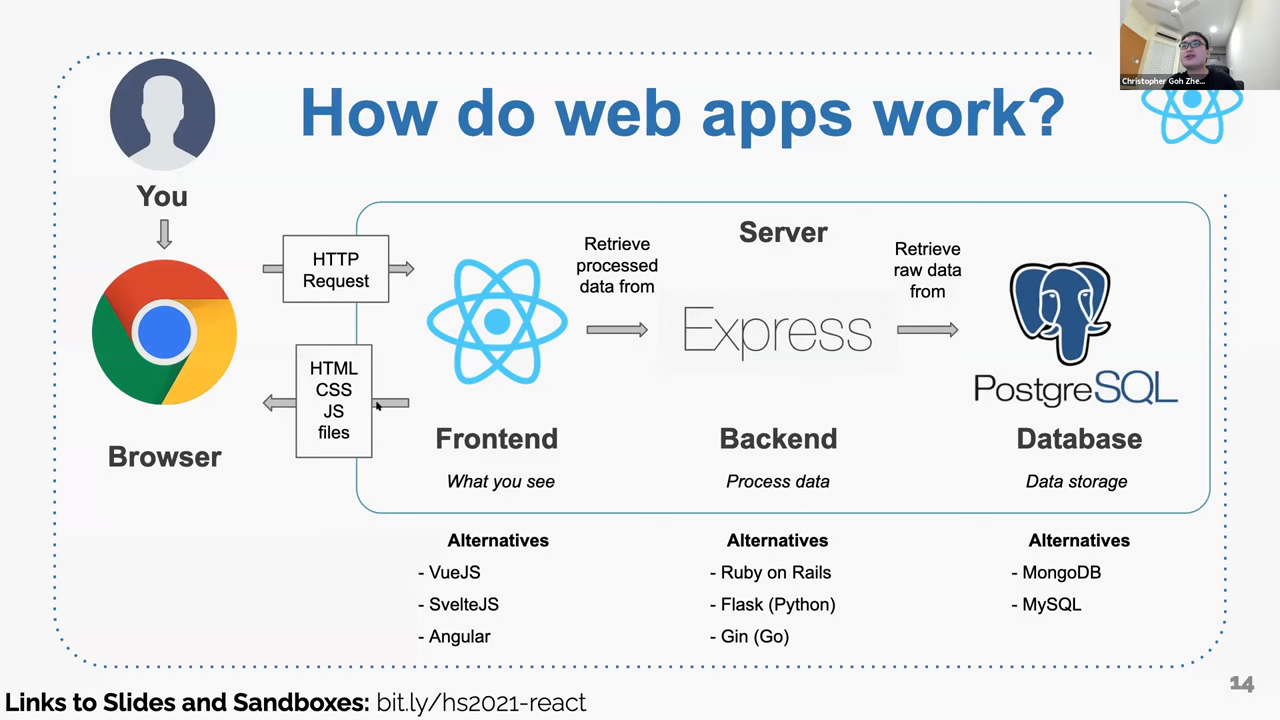 Christopher Goh Zhe...
How do web apps work?
You
Browser
HTTP
Request
HTML
CSS
JS
files
Server
Retrieve
processed
data from
Retrieve
raw data
from
Express
PostgreSQL
Frontend
What you see
Backend
Process data
Database
Data storage
Alternatives
- VueJS
- SvelteJS
- Angular
Alternatives
- Ruby on Rails
- Flask (Python)
- Gin (Go)
Alternatives
- MongoDB
- MySQL
14
Links to Slides and Sandboxes: bit.ly/hs2021-react